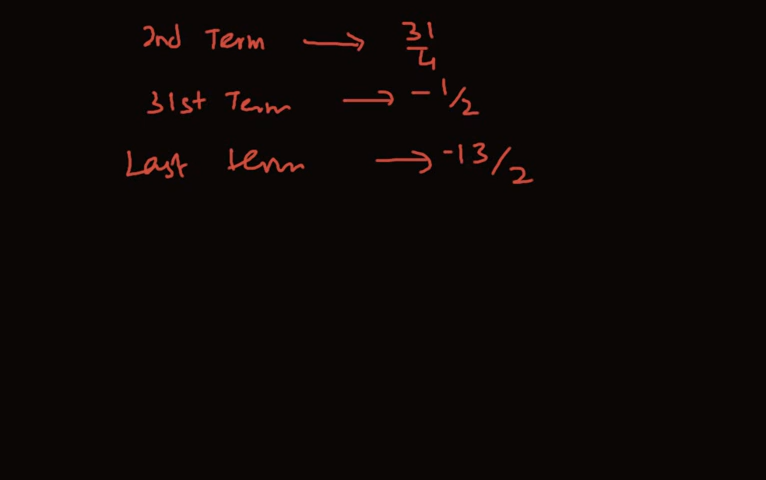 2nd Term → 31/4
31st Term → -1/2
Last term → -13/2